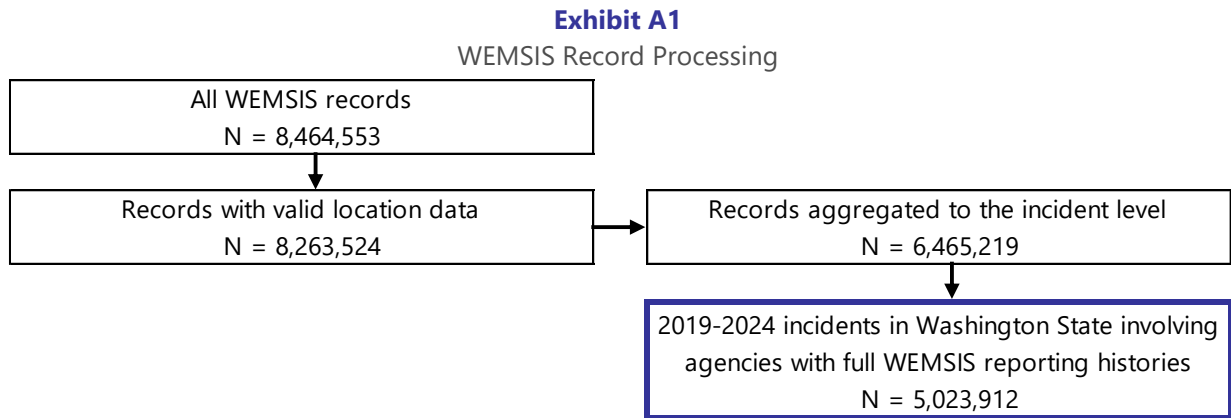 Exhibit A1
WEMSIS Record Processing
All WEMSIS records
N = 8,464,553
Records with valid location data
N = 8,263,524
Records aggregated to the incident level
N = 6,465,219
2019-2024 incidents in Washington State involving
agencies with full WEMSIS reporting histories
N = 5,023,912